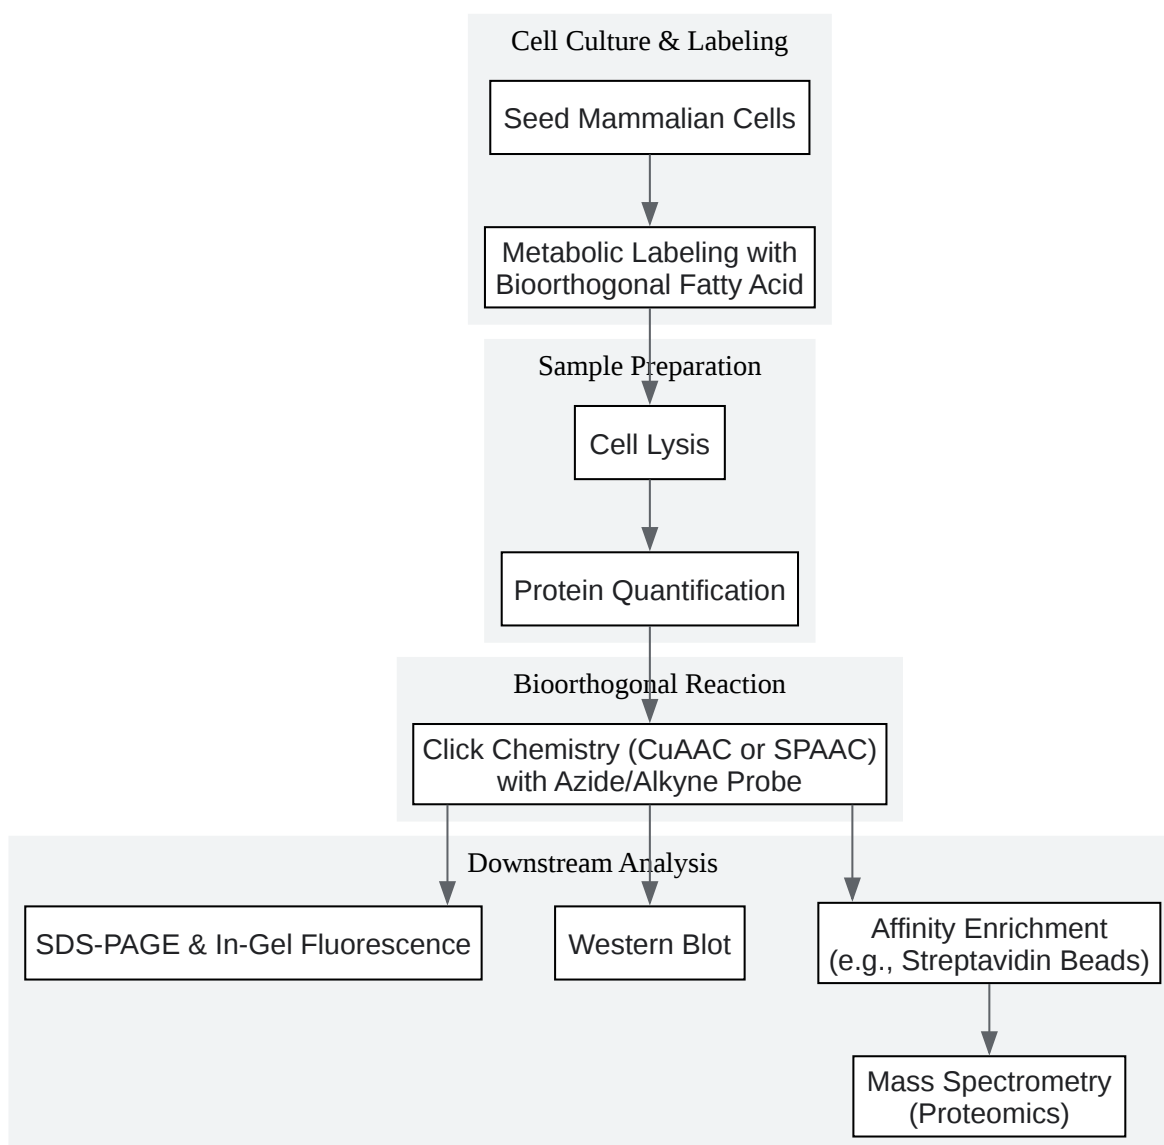 Cell Culture & Labeling
Seed Mammalian Cells
Metabolic Labeling with
Bioorthogonal Fatty Acid
Sample Preparation
Cell Lysis
Protein Quantification
Bioorthogonal Reaction
Click Chemistry (CuAAC or SPAAC)
with Azide/Alkyne Probe
Downstream Analysis
SDS-PAGE & In-Gel Fluorescence
Western Blot
Affinity Enrichment
(e.g., Streptavidin Beads)
Mass Spectrometry
(Proteomics)